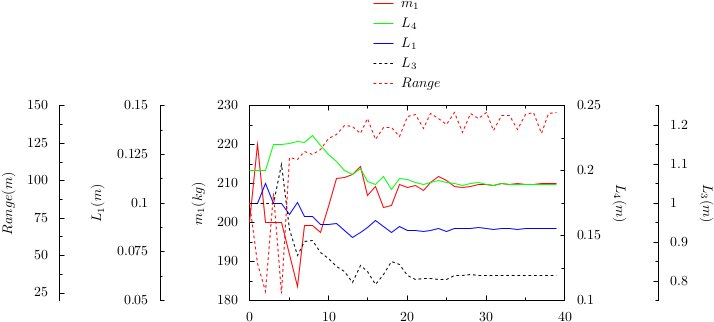 m1
L4
L1
L3
Range
150 0.15 230 0.25
1.2
125 220
0.125 1.1
100 210 0.2
0.1 200 1
75
0.15 0.9
50 0.075 190
25 0.8
0.05 180 0.1
0 10 20 30 40
Range(m)
L1(m)
m1(kg)
L4(m)
L3(m)